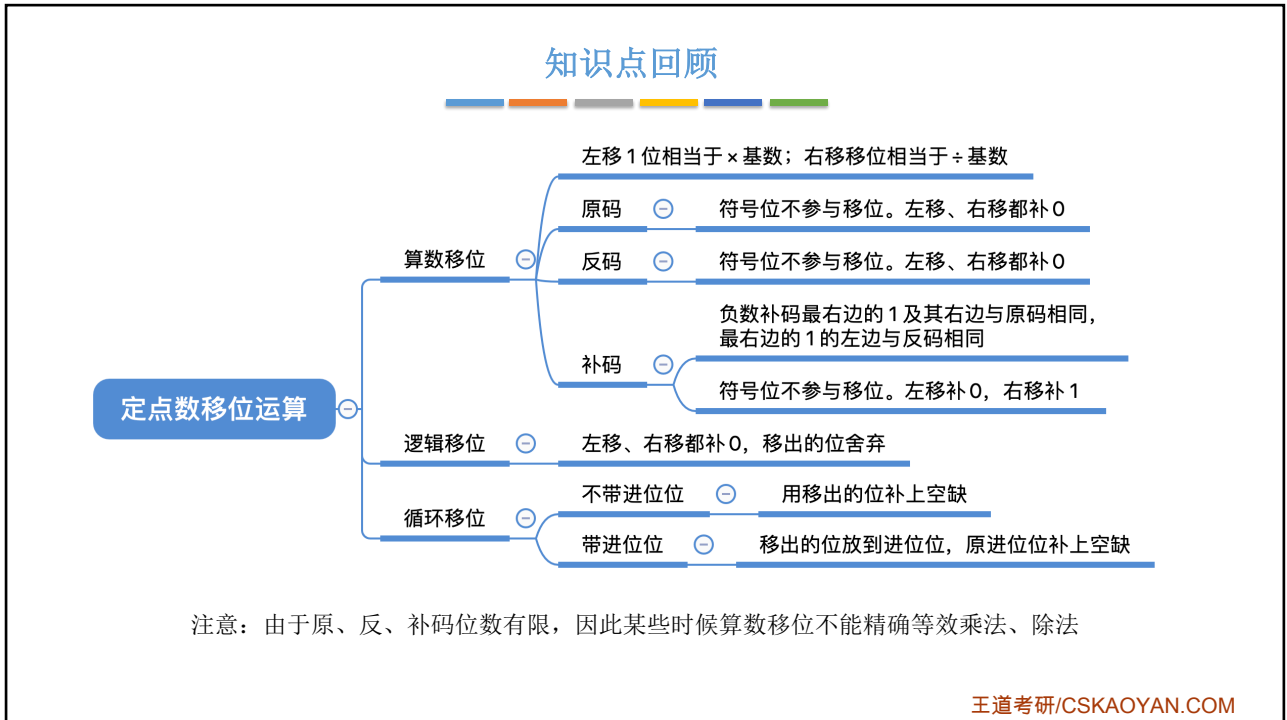 知识点回顾
左移1位相当于×基数；右移移位相当于÷基数
原码
符号位不参与移位。左移、右移都补0
算数移位
反码
符号位不参与移位。左移、右移都补0
负数补码最右边的1及其右边与原码相同，
最右边的1的左边与反码相同
补码
符号位不参与移位。左移补0，右移补1
定点数移位运算
逻辑移位
左移、右移都补0，移出的位舍弃
循环移位
不带进位位
用移出的位补上空缺
带进位位
移出的位放到进位位，原进位位补上空缺
注意：由于原、反、补码位数有限，因此某些时候算数移位不能精确等效乘法、除法
王道考研/CSKAOYAN.COM